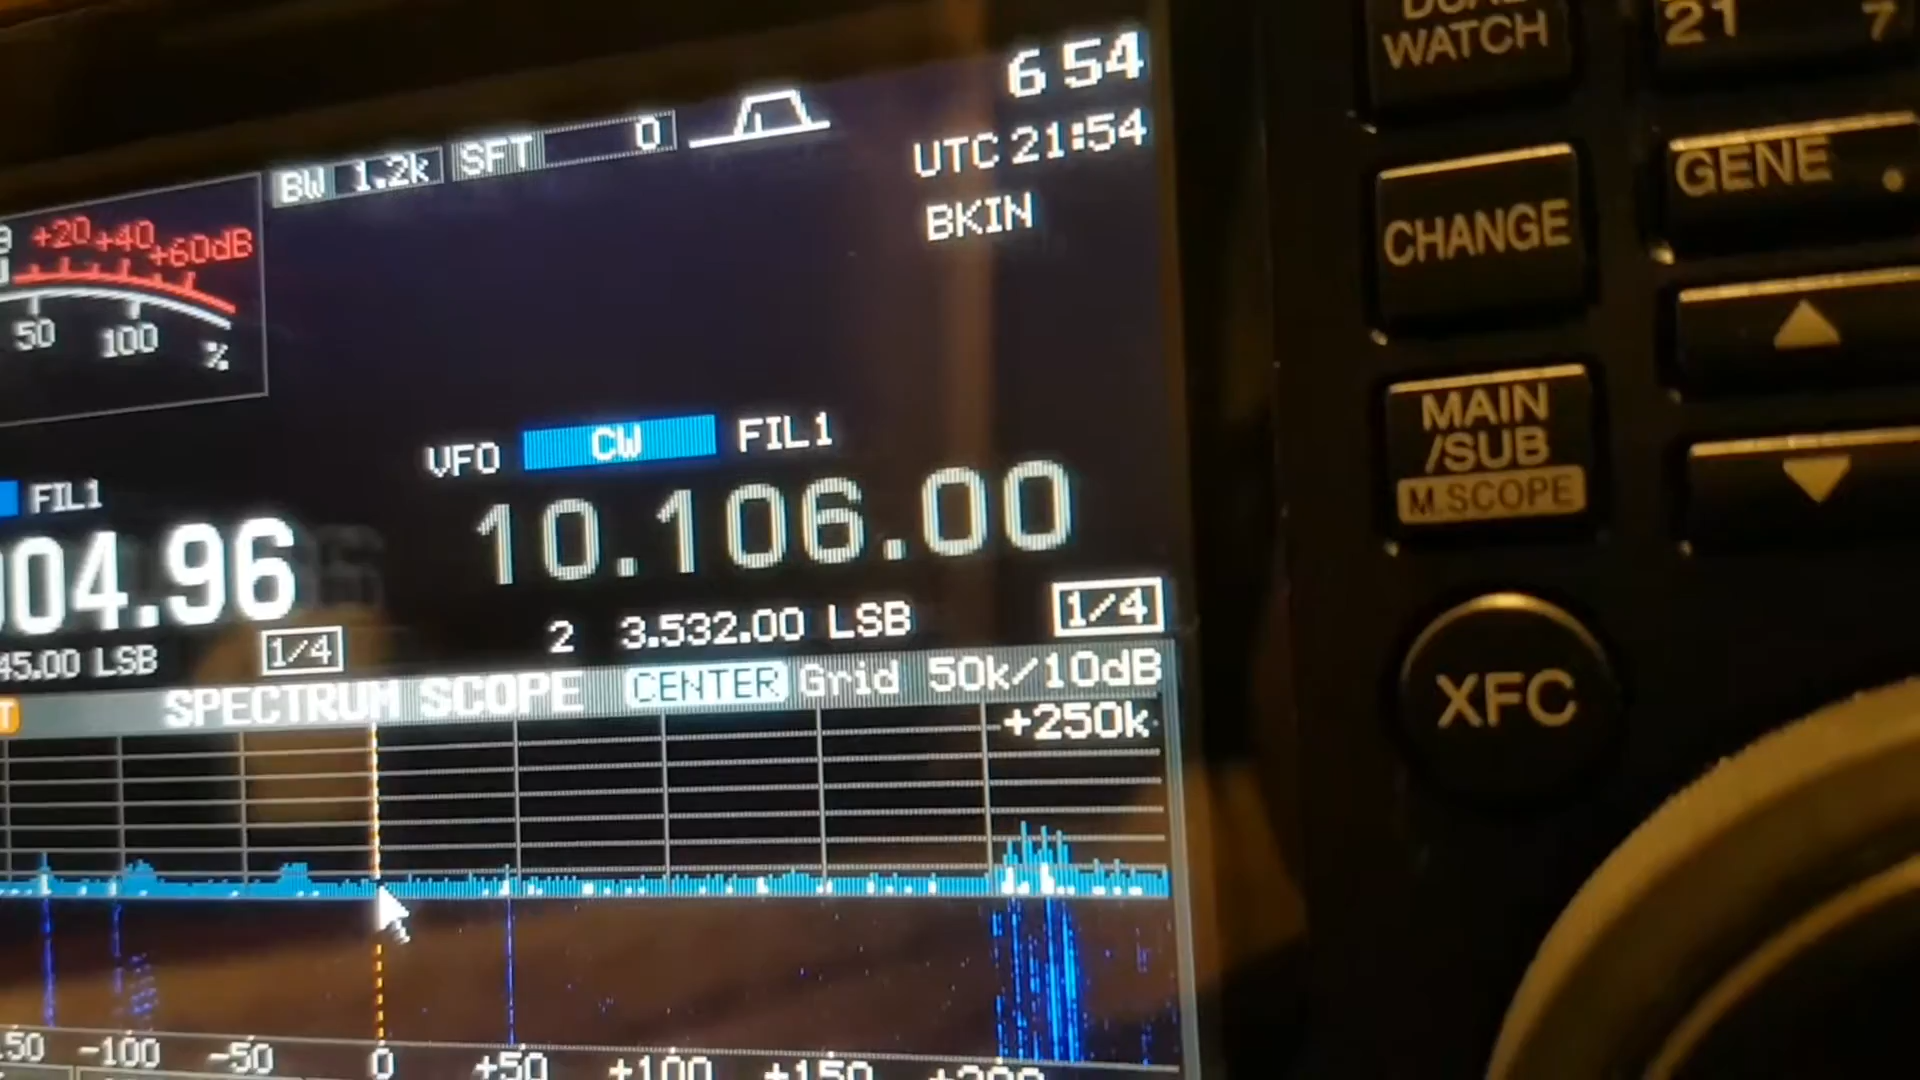 6 54
BW 1.2k SFT 0
UTC 21:54
BKIN
+20 +40 +60dB
50 100 %
VFO CW FIL1
FIL1
10.106.00
04.96
2 3.532.00 LSB 1/4
45.00 LSB 1/4
SPECTRUM SCOPE CENTER Grid 50k/10dB
+250k
-100 -50 0 +50 +100 +150
WATCH
21 7
CHANGE
GENE
MAIN
/SUB
M.SCOPE
XFC